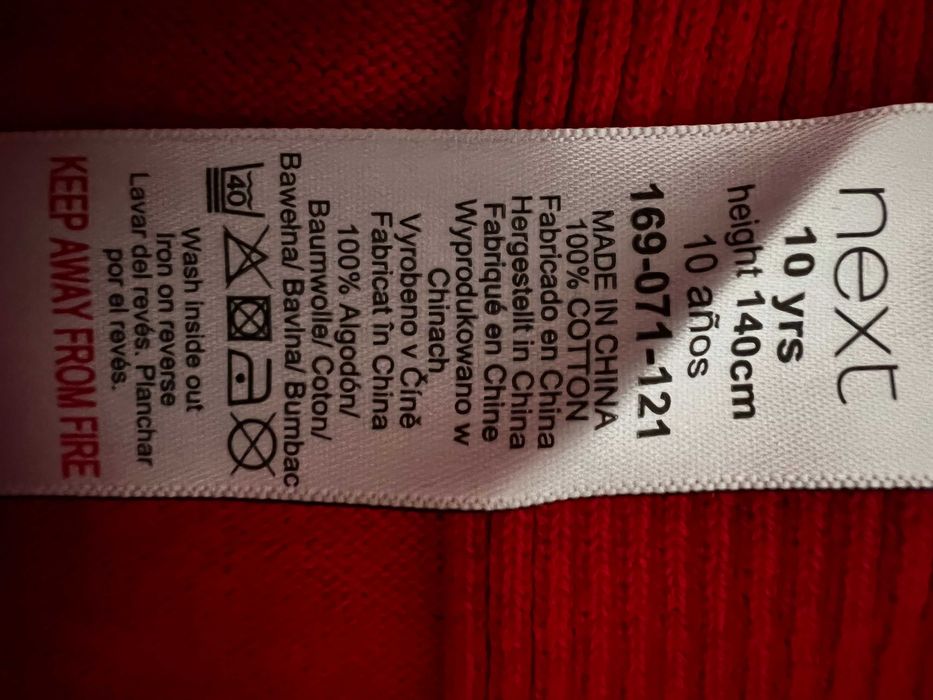 next
10 yrs
height 140cm
10 años
169-071-121
MADE IN CHINA
100% COTTON
Fabricado en China
Hergestellt in China
Fabriqué en Chine
Wyprodukowano w
Chinach
Vyrobeno v Číně
Fabricat în China
100% Algodón/
Baumwolle/ Coton/
Bawełna/ Bavlna/ Bumbac
40
Wash inside out
Iron on reverse
Lavar del revés. Planchar
por el revés.
KEEP AWAY FROM FIRE